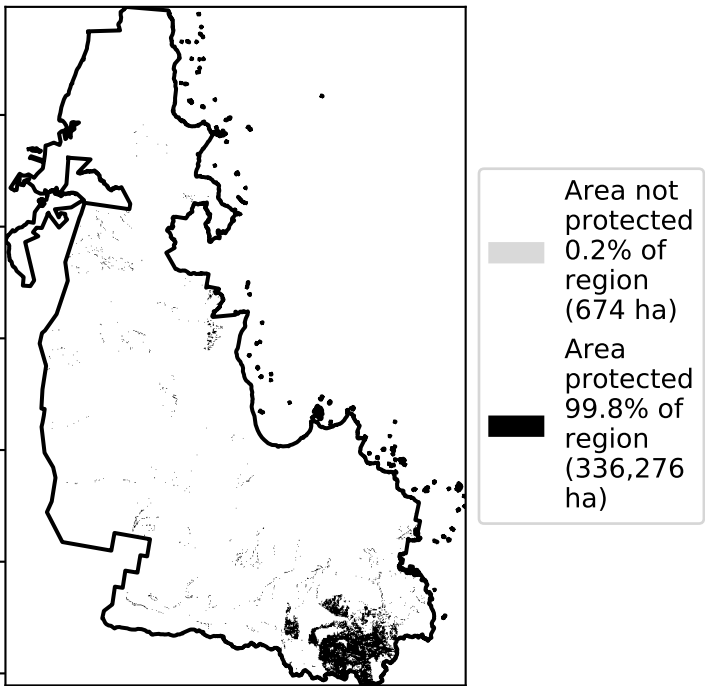 Area not
protected
0.2% of
region
(674 ha)
Area
protected
99.8% of
region
(336,276
ha)